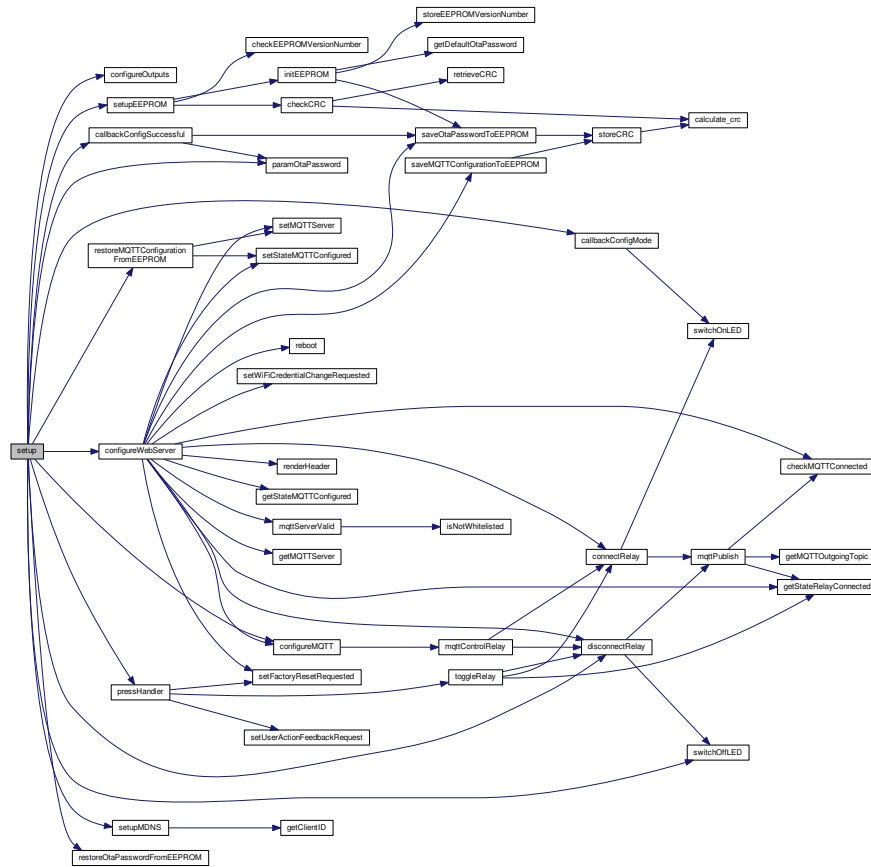 storeEEPROMVersionNumber
checkEEPROMVersionNumber
getDefaultOtaPassword
configureOutputs
initEEPROM
retrieveCRC
setupEEPROM
checkCRC
calculate_crc
callbackConfigSuccessful
saveOtaPasswordToEEPROM
storeCRC
paramOtaPassword
saveMQTTConfigurationToEEPROM
setMQTTServer
callbackConfigMode
restoreMQTTConfiguration
FromEEPROM
setStateMQTTConfigured
switchOnLED
reboot
setWiFiCredentialChangeRequested
setup
configureWebServer
renderHeader
checkMQTTConnected
getStateMQTTConfigured
mqttServerValid
isNotWhitelisted
getMQTTServer
connectRelay
mqttPublish
getMQTTOutgoingTopic
getStateRelayConnected
configureMQTT
mqttControlRelay
disconnectRelay
setFactoryResetRequested
toggleRelay
pressHandler
setUserActionFeedbackRequest
switchOffLED
setupMDNS
getClientID
restoreOtaPasswordFromEEPROM